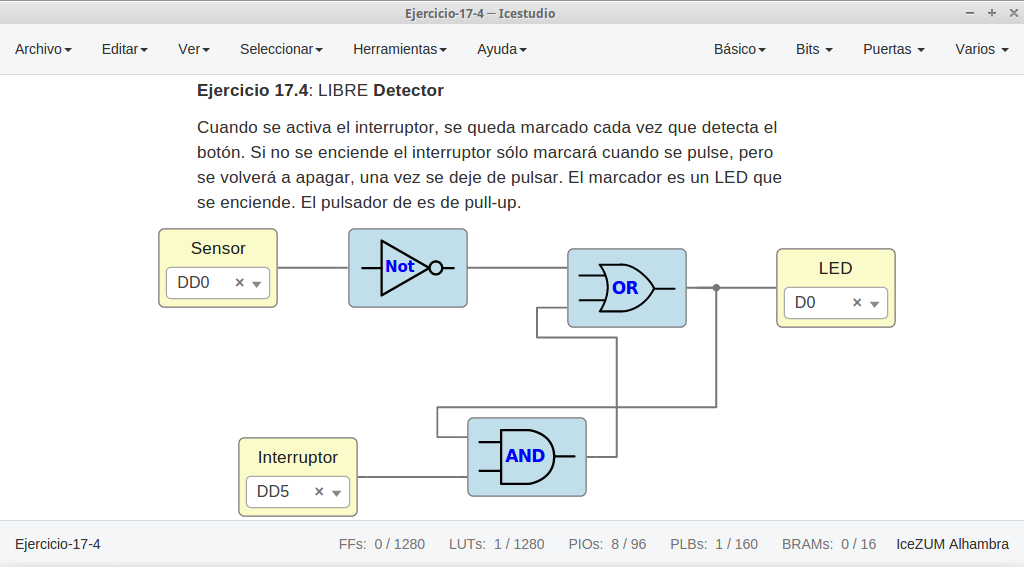 Ejercicio-17-4 — Icestudio
Archivo Editar Ver Seleccionar Herramientas Ayuda Básico Bits Puertas Varios
Ejercicio 17.4: LIBRE Detector
Cuando se activa el interruptor, se queda marcado cada vez que detecta el
botón. Si no se enciende el interruptor sólo marcará cuando se pulse, pero
se volverá a apagar, una vez se deje de pulsar. El marcador es un LED que
se enciende. El pulsador de es de pull-up.
Sensor
DD0 ×
Not
OR
LED
D0 ×
AND
Interruptor
DD5 ×
Ejercicio-17-4 FFs: 0 / 1280 LUTs: 1 / 1280 PIOs: 8 / 96 PLBs: 1 / 160 BRAMs: 0 / 16 IceZUM Alhambra